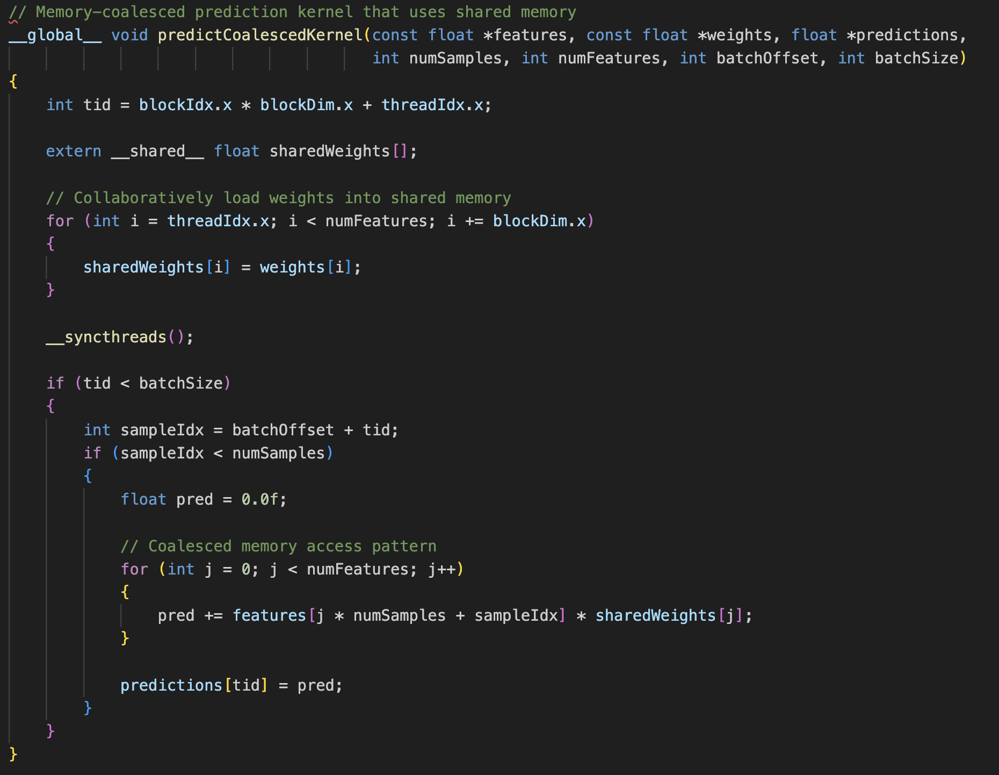 // Memory-coalesced prediction kernel that uses shared memory
__global__ void predictCoalescedKernel(const float *features, const float *weights, float *predictions,
                                       int numSamples, int numFeatures, int batchOffset, int batchSize)
{
    int tid = blockIdx.x * blockDim.x + threadIdx.x;

    extern __shared__ float sharedWeights[];

    // Collaboratively load weights into shared memory
    for (int i = threadIdx.x; i < numFeatures; i += blockDim.x)
    {
        sharedWeights[i] = weights[i];
    }

    __syncthreads();

    if (tid < batchSize)
    {
        int sampleIdx = batchOffset + tid;
        if (sampleIdx < numSamples)
        {
            float pred = 0.0f;

            // Coalesced memory access pattern
            for (int j = 0; j < numFeatures; j++)
            {
                pred += features[j * numSamples + sampleIdx] * sharedWeights[j];
            }

            predictions[tid] = pred;
        }
    }
}